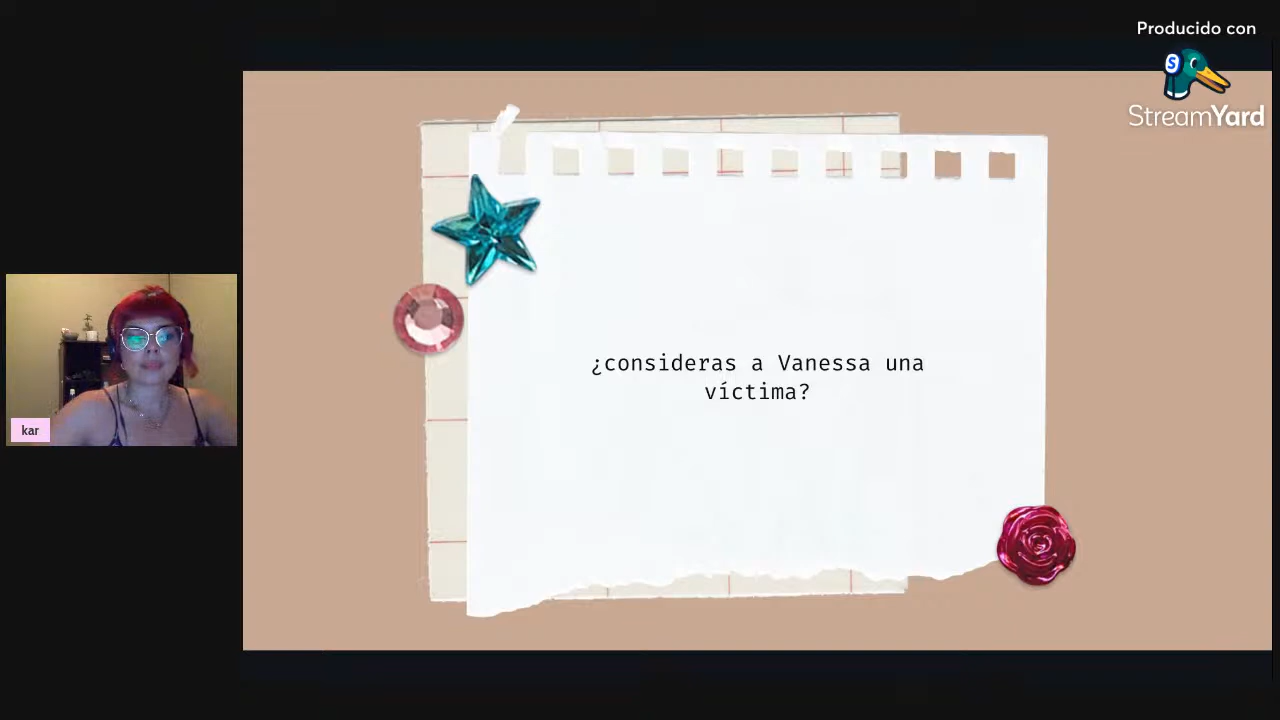 Producido con
S
StreamYard
¿consideras a Vanessa una
víctima?
kar